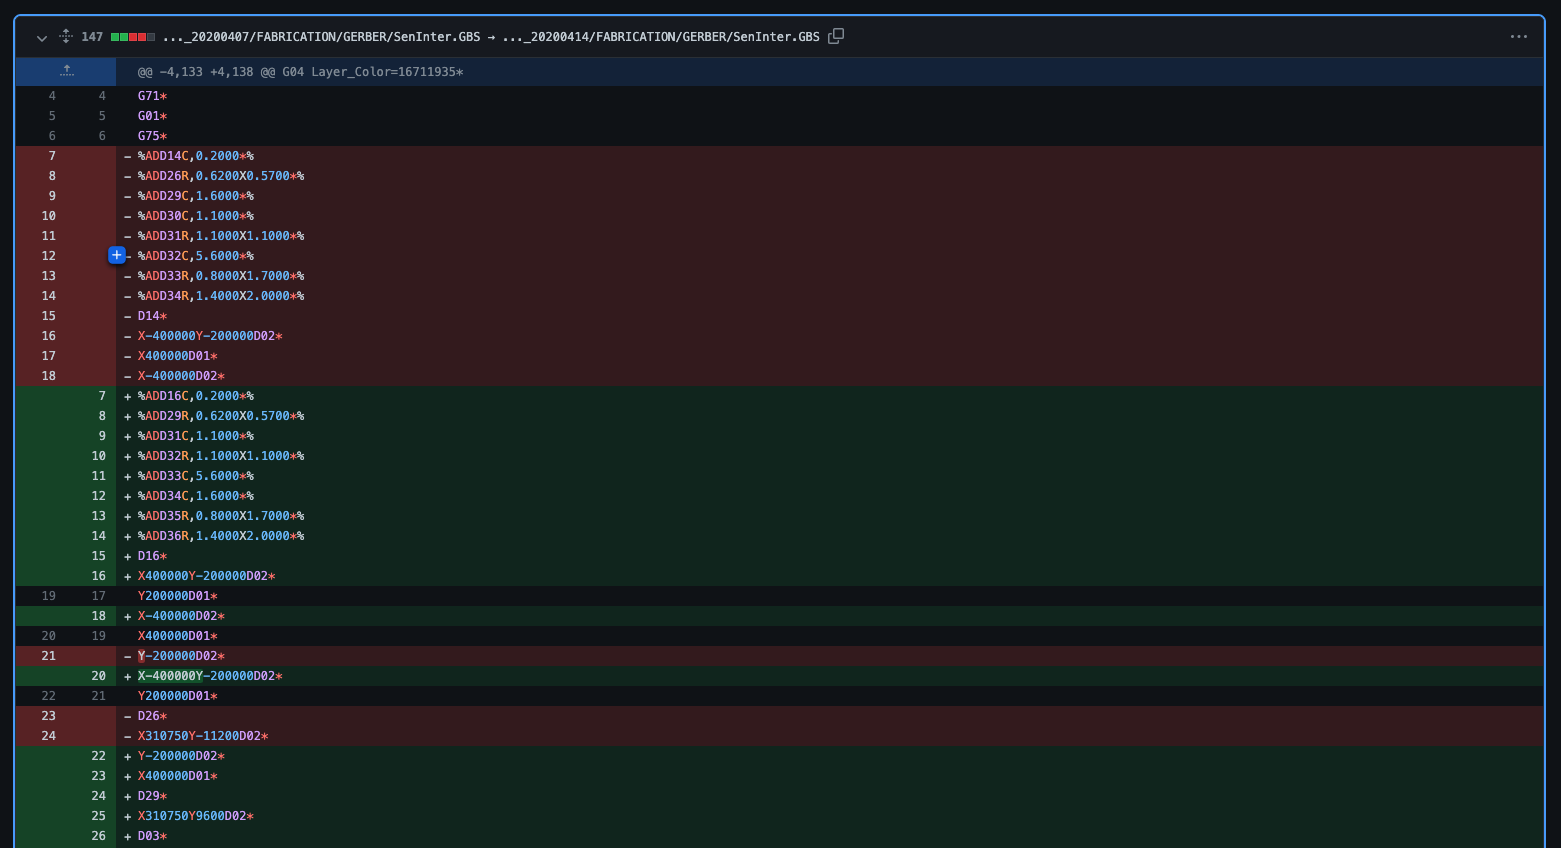 147 ..._20200407/FABRICATION/GERBER/SenInter.GBS → ..._20200414/FABRICATION/GERBER/SenInter.GBS
@@ -4,133 +4,138 @@ G04 Layer_Color=16711935*
4 4 G71*
5 5 G01*
6 6 G75*
7 - %ADD14C,0.2000*%
8 - %ADD26R,0.6200X0.5700*%
9 - %ADD29C,1.6000*%
10 - %ADD30C,1.1000*%
11 - %ADD31R,1.1000X1.1000*%
12 + - %ADD32C,5.6000*%
13 - %ADD33R,0.8000X1.7000*%
14 - %ADD34R,1.4000X2.0000*%
15 - D14*
16 - X-400000Y-200000D02*
17 - X400000D01*
18 - X-400000D02*
7 + %ADD16C,0.2000*%
8 + %ADD29R,0.6200X0.5700*%
9 + %ADD31C,1.1000*%
10 + %ADD32R,1.1000X1.1000*%
11 + %ADD33C,5.6000*%
12 + %ADD34C,1.6000*%
13 + %ADD35R,0.8000X1.7000*%
14 + %ADD36R,1.4000X2.0000*%
15 + D16*
16 + X400000Y-200000D02*
19 17 Y200000D01*
18 + X-400000D02*
20 19 X400000D01*
21 - Y-200000D02*
20 + X-400000Y-200000D02*
22 21 Y200000D01*
23 - D26*
24 - X310750Y-11200D02*
22 + Y-200000D02*
23 + X400000D01*
24 + D29*
25 + X310750Y9600D02*
26 + D03*